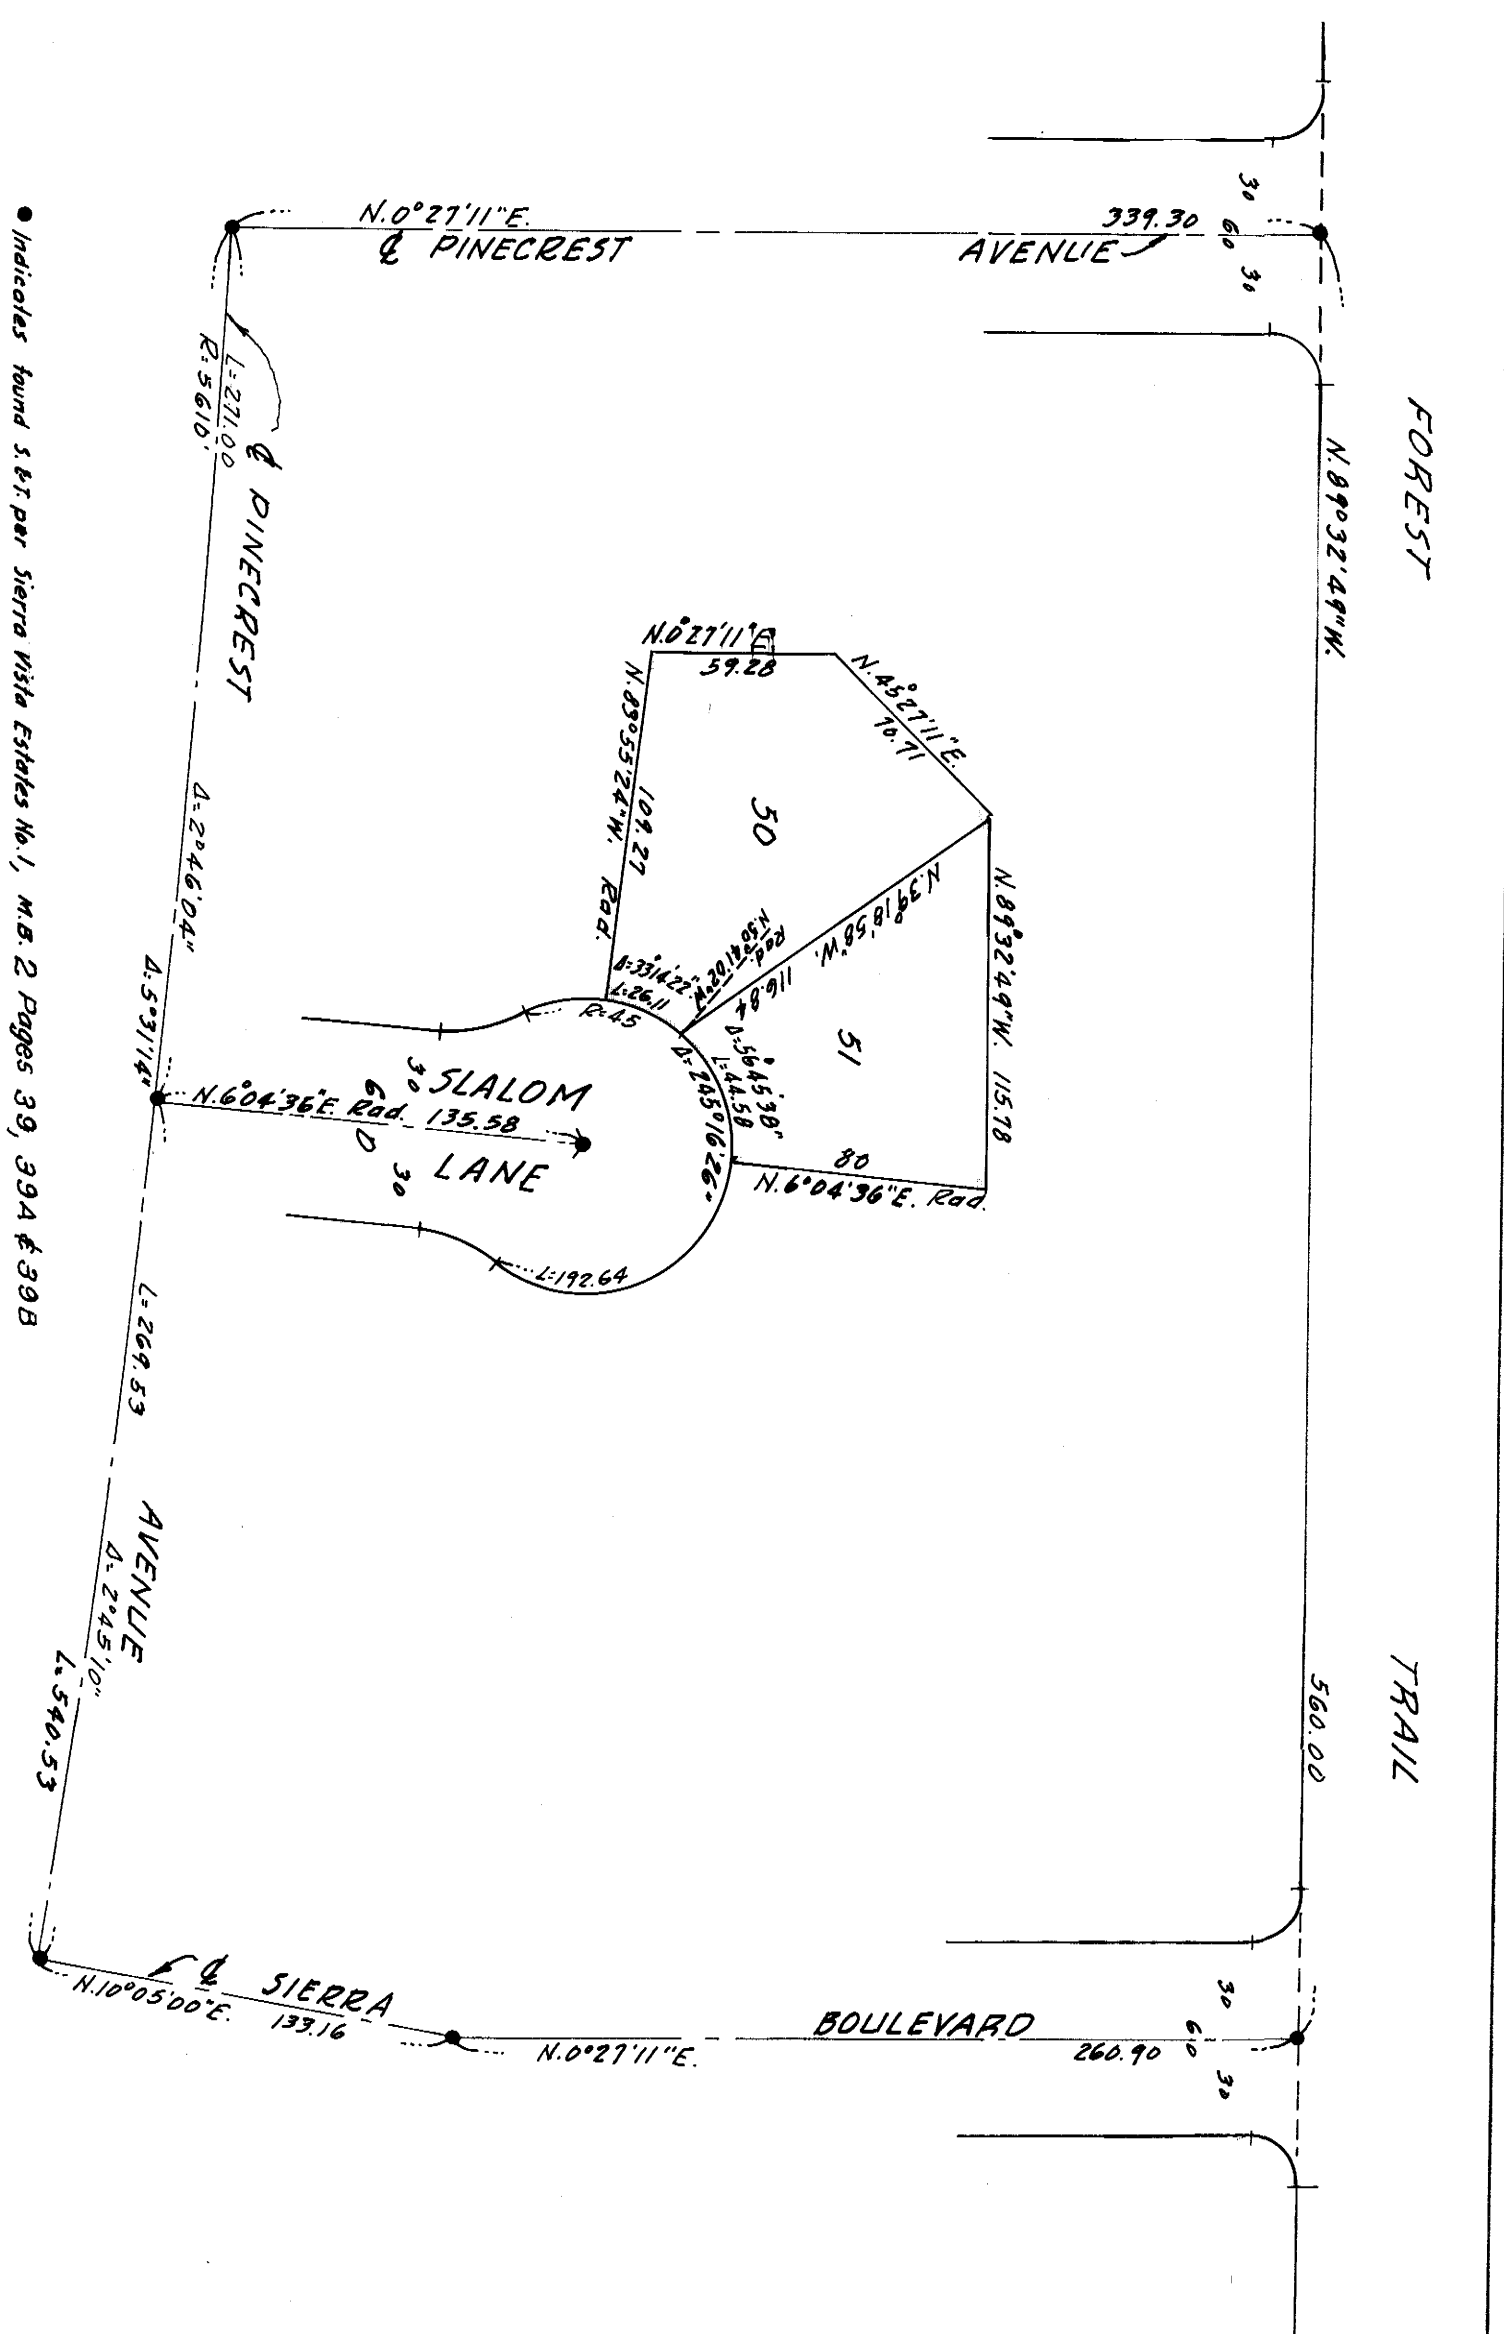 FOREST
TRAIL
N.89°32'49"W.
560.00
N.0°27'11"E.
339.30
℄ PINECREST
AVENUE
30
60
30
L=271.00
R=5610'
℄ PINECREST
AVENUE
Δ=2°46'04"
Δ=5°31'14"
L=269.53
Δ=2°45'10"
L=540.53
N.0°27'11"E.
59.28
N.45°27'11"E.
70.71
N.83°55'24"W. Rad.
109.27
50
N.39°18'58"W.
116.84
N.50°41'02"W.
Rad.
Δ=33°14'22"
L=26.11
R=45
N.89°32'49"W. 115.78
51
Δ=56°45'38"
L=44.58
Δ=245°16'26"
80
N.6°04'36"E. Rad.
L=192.64
SLALOM
LANE
30
60
30
N.6°04'36"E. Rad. 135.58
℄ SIERRA
BOULEVARD
N.10°05'00"E.
133.16
N.0°27'11"E.
260.90
30
60
30
● Indicates found S.&T. per Sierra Vista Estates No.1, M.B. 2 Pages 39, 39A & 39B